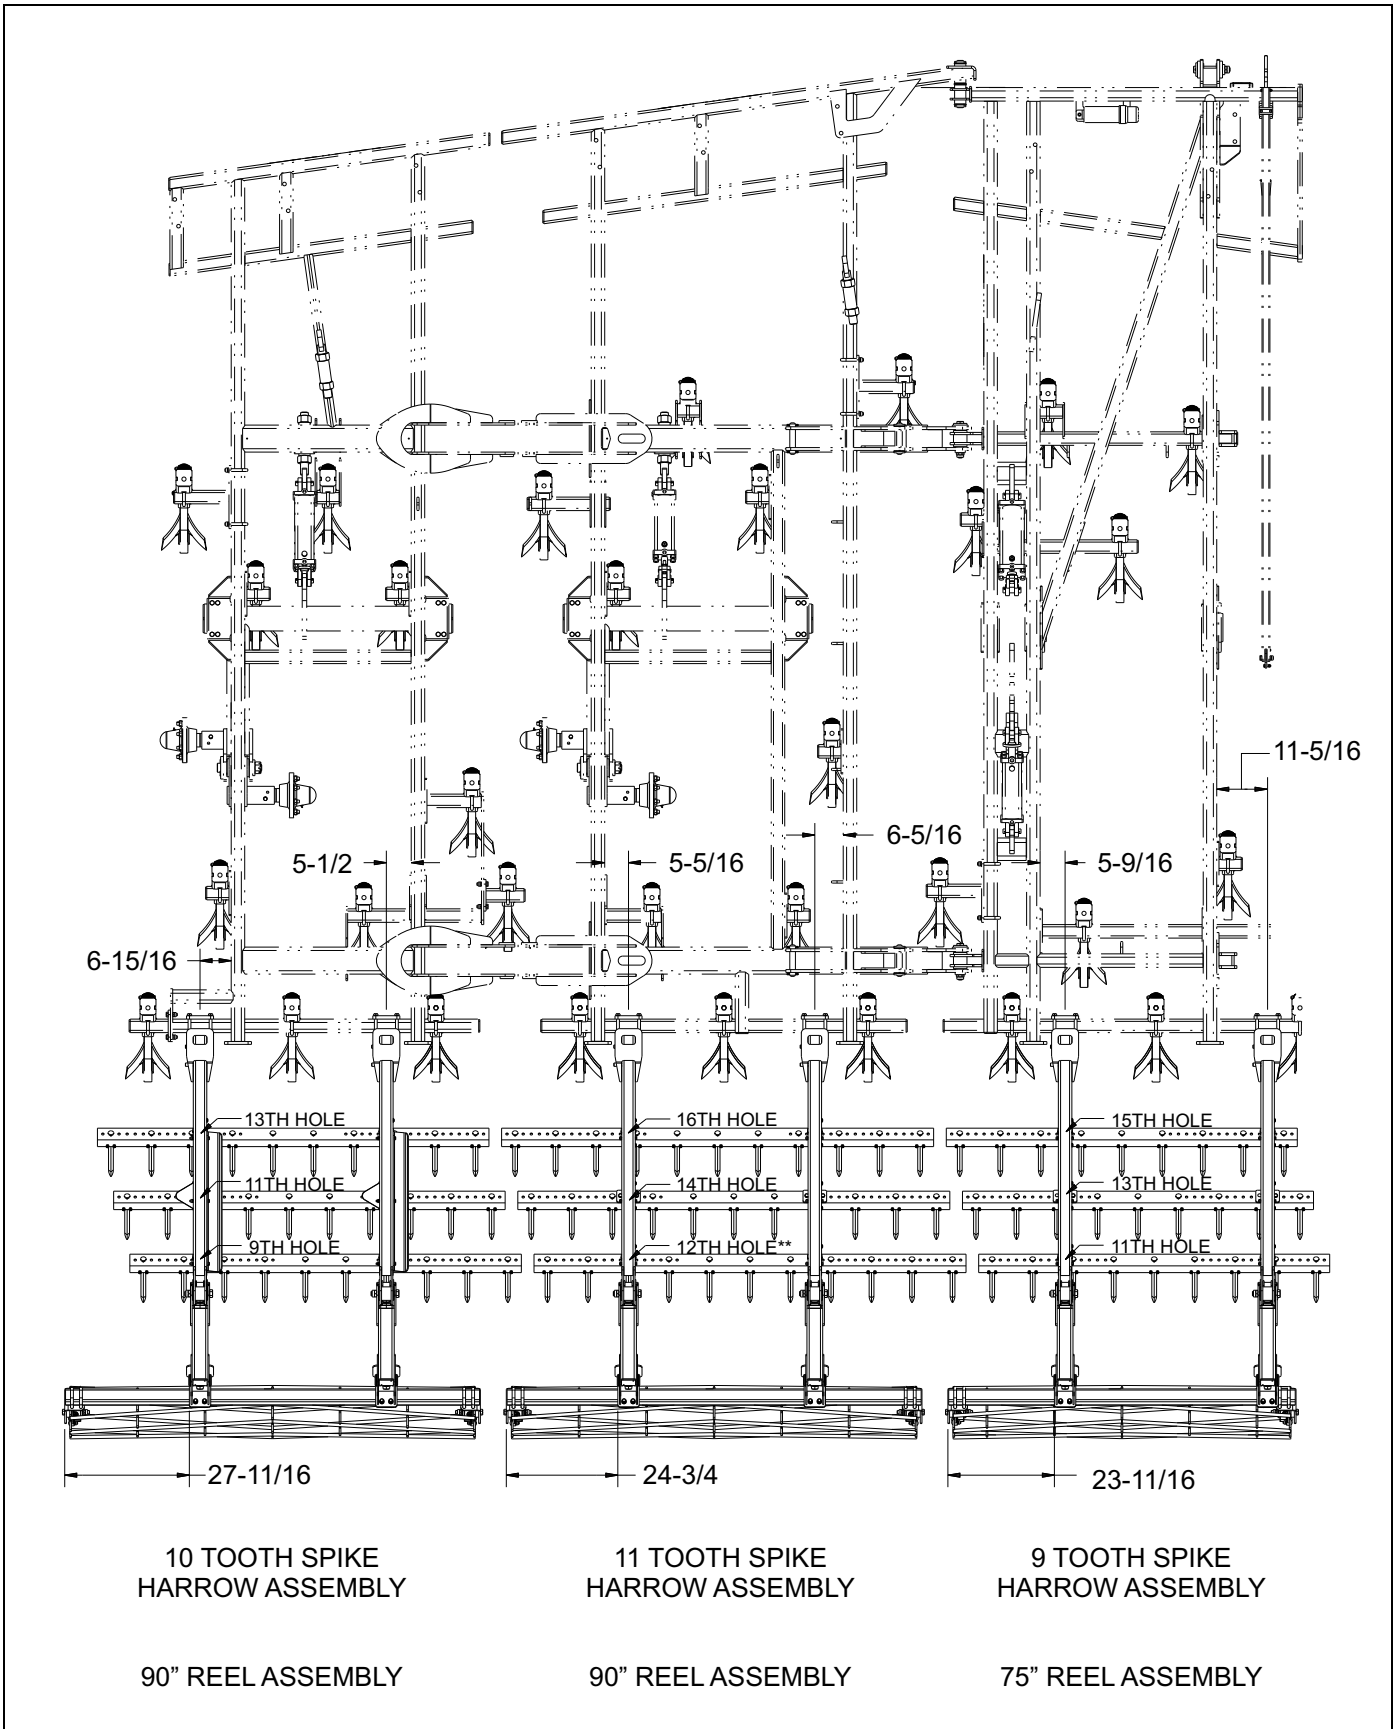 11-5/16
6-5/16
5-1/2
5-5/16
5-9/16
6-15/16
13TH HOLE
16TH HOLE
15TH HOLE
11TH HOLE
14TH HOLE
13TH HOLE
9TH HOLE
12TH HOLE**
11TH HOLE
27-11/16
24-3/4
23-11/16
10 TOOTH SPIKE
HARROW ASSEMBLY
11 TOOTH SPIKE
HARROW ASSEMBLY
9 TOOTH SPIKE
HARROW ASSEMBLY
90” REEL ASSEMBLY
90” REEL ASSEMBLY
75” REEL ASSEMBLY